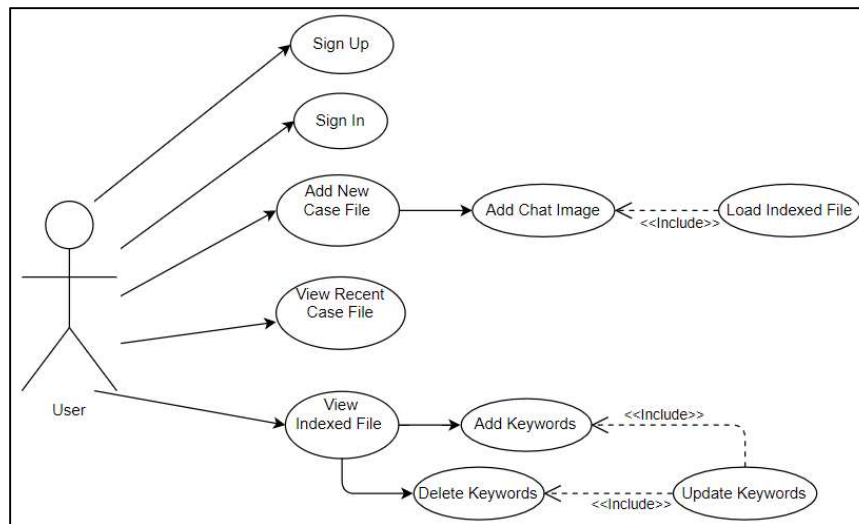 Sign Up
Sign In
Add New
Case File
Add Chat Image
<<Include>>
Load Indexed File
View Recent
Case File
User
View
Indexed File
Add Keywords
<<Include>>
Delete Keywords
<<Include>>
Update Keywords